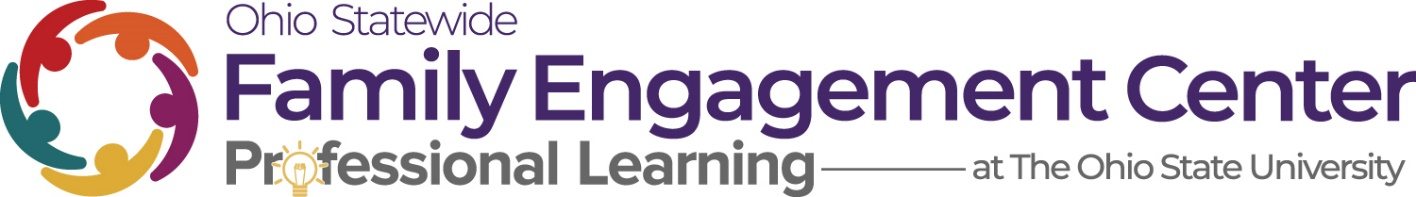 Ohio Statewide
Family Engagement Center
Professional Learning
at The Ohio State University